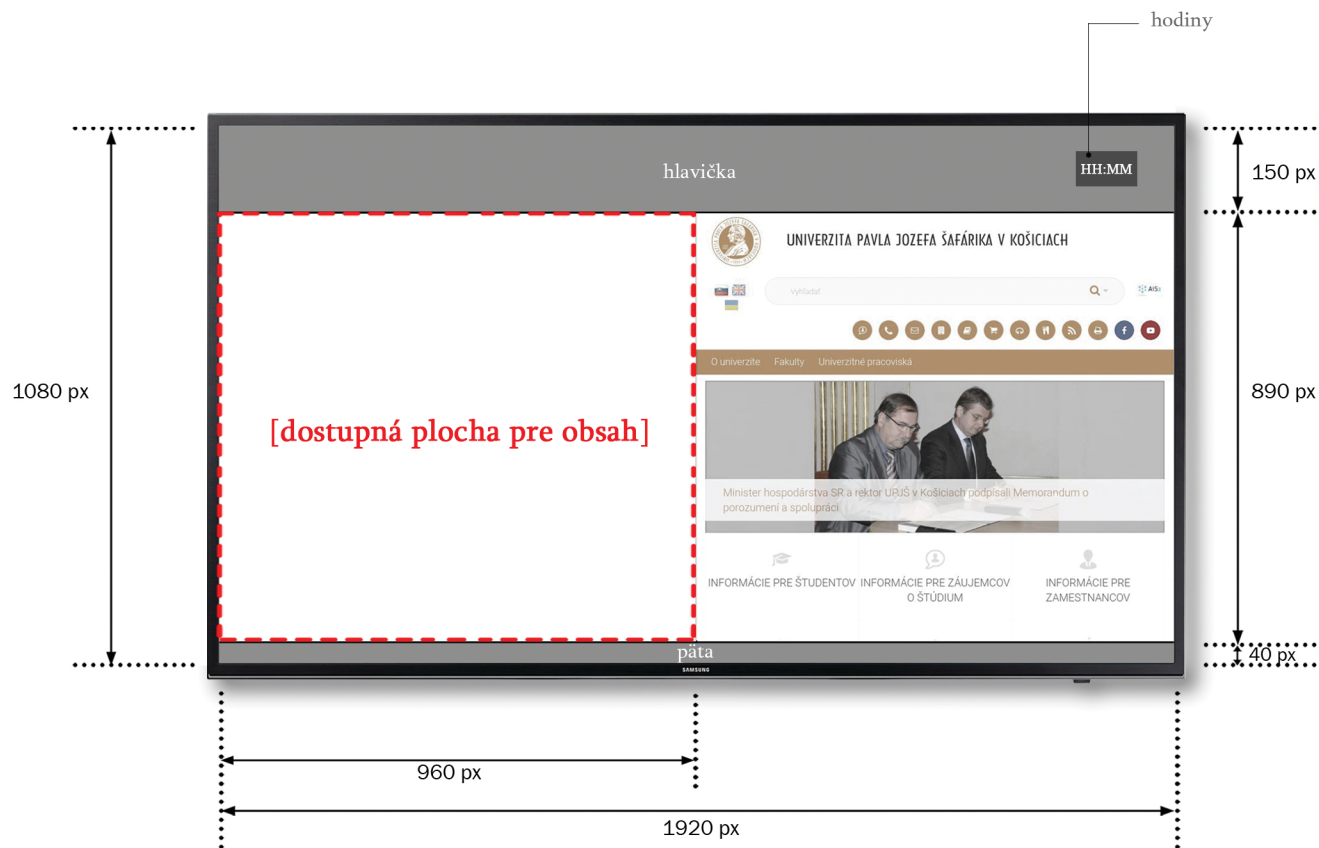 hodiny
hlavička
HH:MM
150 px
UNIVERZITA PAVLA JOZEFA ŠAFÁRIKA V KOŠICIACH
Vyhľadať
AiS2
O univerzite Fakulty Univerzitné pracoviská
1080 px
890 px
[dostupná plocha pre obsah]
Minister hospodárstva SR a rektor UPJŠ v Košiciach podpísali Memorandum o
porozumení a spolupráci
INFORMÁCIE PRE ŠTUDENTOV
INFORMÁCIE PRE ZÁUJEMCOV
O ŠTÚDIUM
INFORMÁCIE PRE
ZAMESTNANCOV
päta
40 px
SAMSUNG
960 px
1920 px